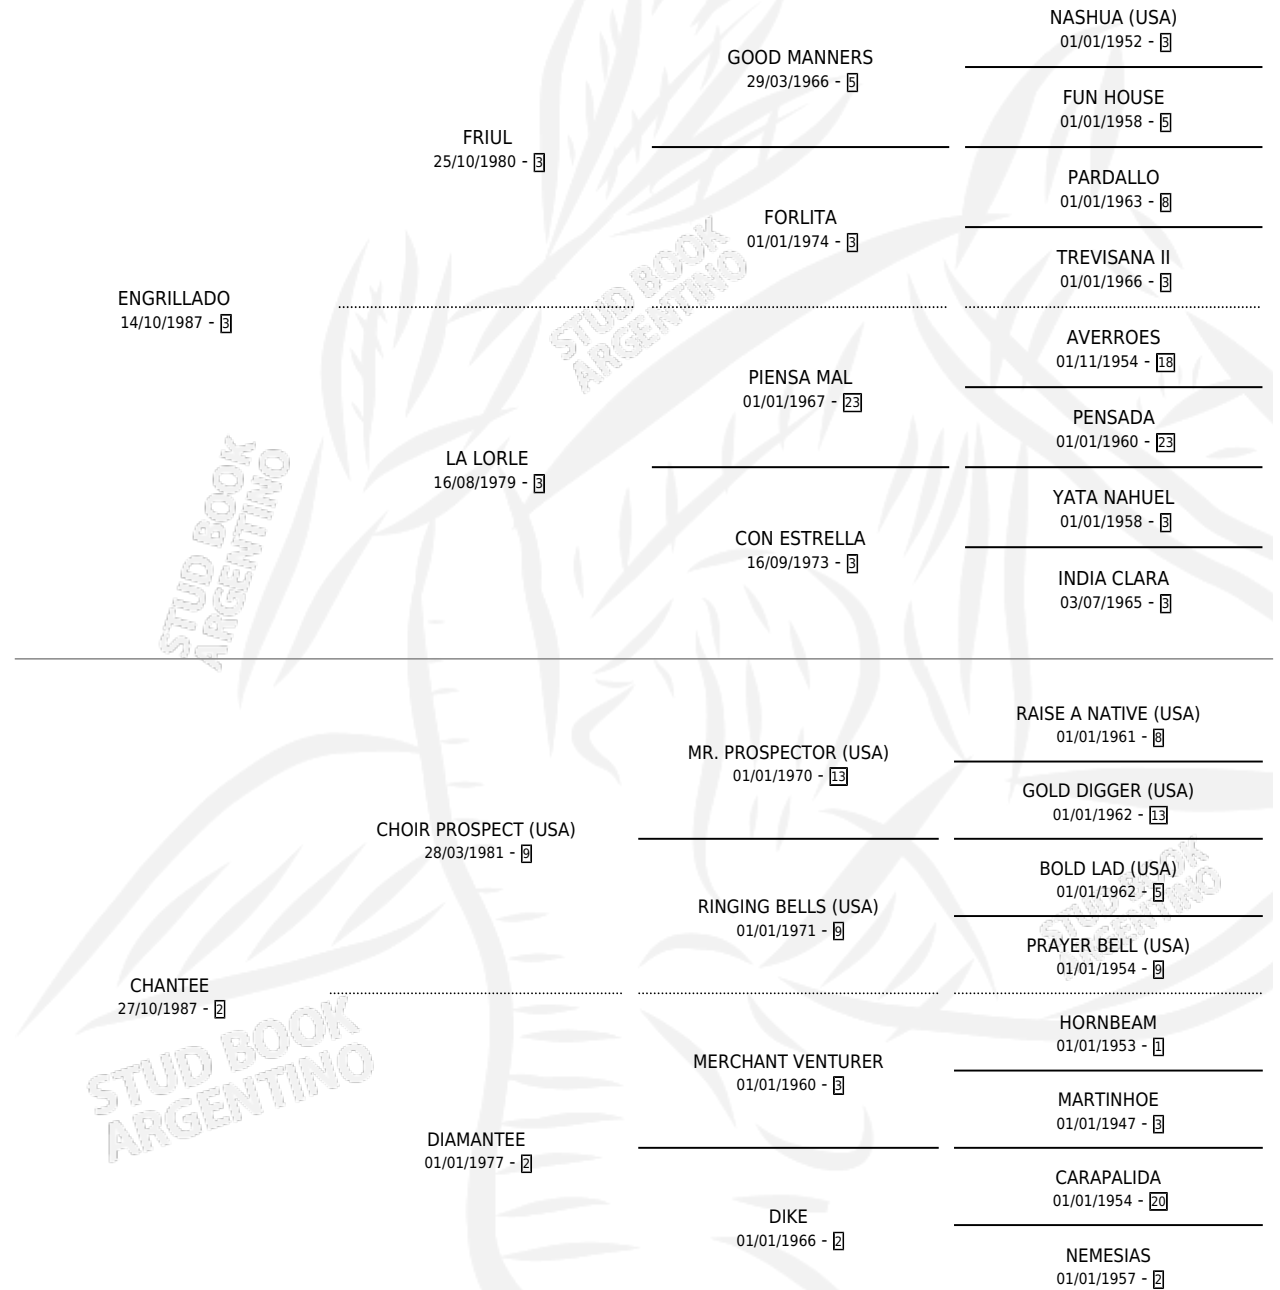 NASHUA (USA)
01/01/1952 - 3
GOOD MANNERS
29/03/1966 - 5
FUN HOUSE
01/01/1958 - 5
FRIUL
25/10/1980 - 3
PARDALLO
01/01/1963 - 8
FORLITA
01/01/1974 - 3
TREVISANA II
01/01/1966 - 3
ENGRILLADO
14/10/1987 - 3
AVERROES
01/11/1954 - 18
PIENSA MAL
01/01/1967 - 23
PENSADA
01/01/1960 - 23
LA LORLE
16/08/1979 - 3
YATA NAHUEL
01/01/1958 - 3
CON ESTRELLA
16/09/1973 - 3
INDIA CLARA
03/07/1965 - 3
STUD BOOK
ARGENTINO
STUD BOOK
ARGENTINO
RAISE A NATIVE (USA)
01/01/1961 - 8
MR. PROSPECTOR (USA)
01/01/1970 - 13
GOLD DIGGER (USA)
01/01/1962 - 13
CHOIR PROSPECT (USA)
28/03/1981 - 9
BOLD LAD (USA)
01/01/1962 - 5
RINGING BELLS (USA)
01/01/1971 - 9
PRAYER BELL (USA)
01/01/1954 - 9
STUD BOOK
ARGENTINO
CHANTEE
27/10/1987 - 2
HORNBEAM
01/01/1953 - 1
MERCHANT VENTURER
01/01/1960 - 3
MARTINHOE
01/01/1947 - 3
STUD BOOK
ARGENTINO
DIAMANTEE
01/01/1977 - 2
CARAPALIDA
01/01/1954 - 20
DIKE
01/01/1966 - 2
NEMESIAS
01/01/1957 - 2